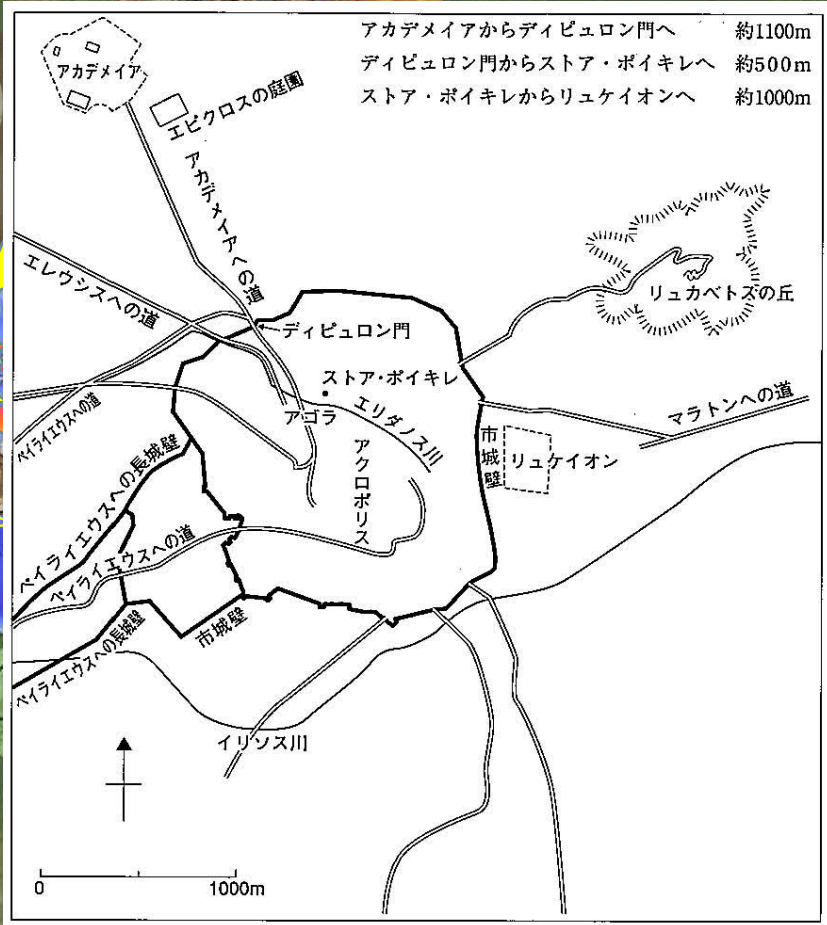 アカデメイアからディピュロン門へ 約1100m
ディピュロン門からストア・ポイキレへ 約500m
ストア・ポイキレからリュケイオンへ 約1000m
アカデメイア
エピクロスの庭園
アカデメイアへの道
エレウシスへの道
リュカベトスの丘
ディピュロン門
ストア・ポイキレ
アゴラ
エリダノス川
マラトンへの道
ペイライエウスへの道
市城壁
リュケイオン
アクロポリス
ペイライエウスへの長城壁
ペイライエウスへの道
市城壁
ペイライエウスへの長城壁
イリソス川
0 1000m